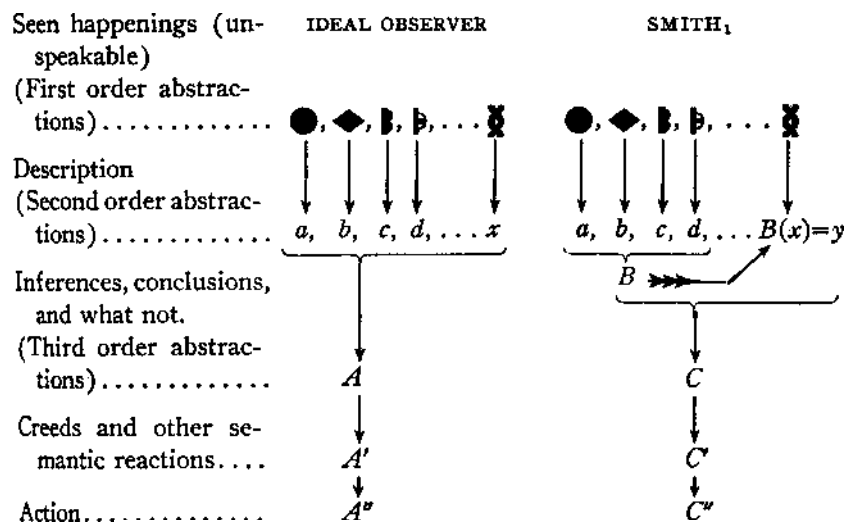 Seen happenings (un- IDEAL OBSERVER SMITH₁
speakable)
(First order abstrac-
tions)............. , , , ,... , , , ,....
Description
(Second order abstrac-
tions)............. a, b, c, d,...x a, b, c, d,...B(x)=y
Inferences, conclusions, B
and what not.
(Third order abstrac-
tions)............. A C
Creeds and other se-
mantic reactions.... A′ C′
Action............. A″ C″